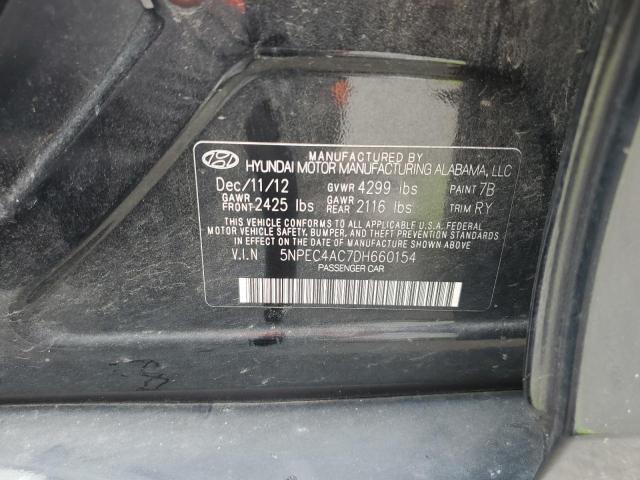 MANUFACTURED BY
HYUNDAI MOTOR MANUFACTURING ALABAMA, LLC
Dec/11/12 GVWR 4299 lbs PAINT 7B
GAWR FRONT 2425 lbs GAWR REAR 2116 lbs TRIM RY
THIS VEHICLE CONFORMS TO ALL APPLICABLE U.S.A. FEDERAL
MOTOR VEHICLE SAFETY, BUMPER, AND THEFT PREVENTION STANDARDS
IN EFFECT ON THE DATE OF MANUFACTURE SHOWN ABOVE.
V.I.N 5NPEC4AC7DH660154
PASSENGER CAR